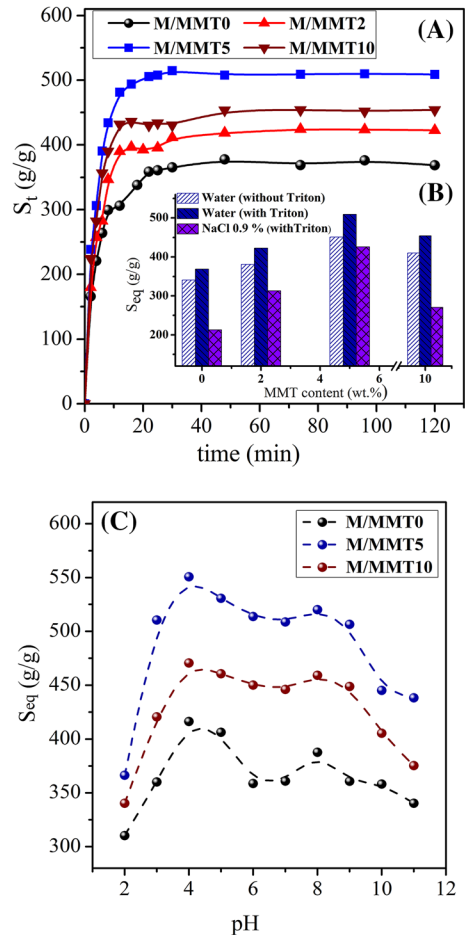 M/MMT0 M/MMT2
M/MMT5 M/MMT10
(A)
St (g/g)
600
500
400
300
200
100
0
0 20 40 60 80 100 120
time (min)
(B)
Water (without Triton)
Water (with Triton)
NaCl 0.9 % (withTriton)
Seq (g/g)
500
400
300
200
0 2 4 6 10
MMT content (wt.%)
(C)
M/MMT0
M/MMT5
M/MMT10
Seq (g/g)
600
550
500
450
400
350
300
2 4 6 8 10 12
pH